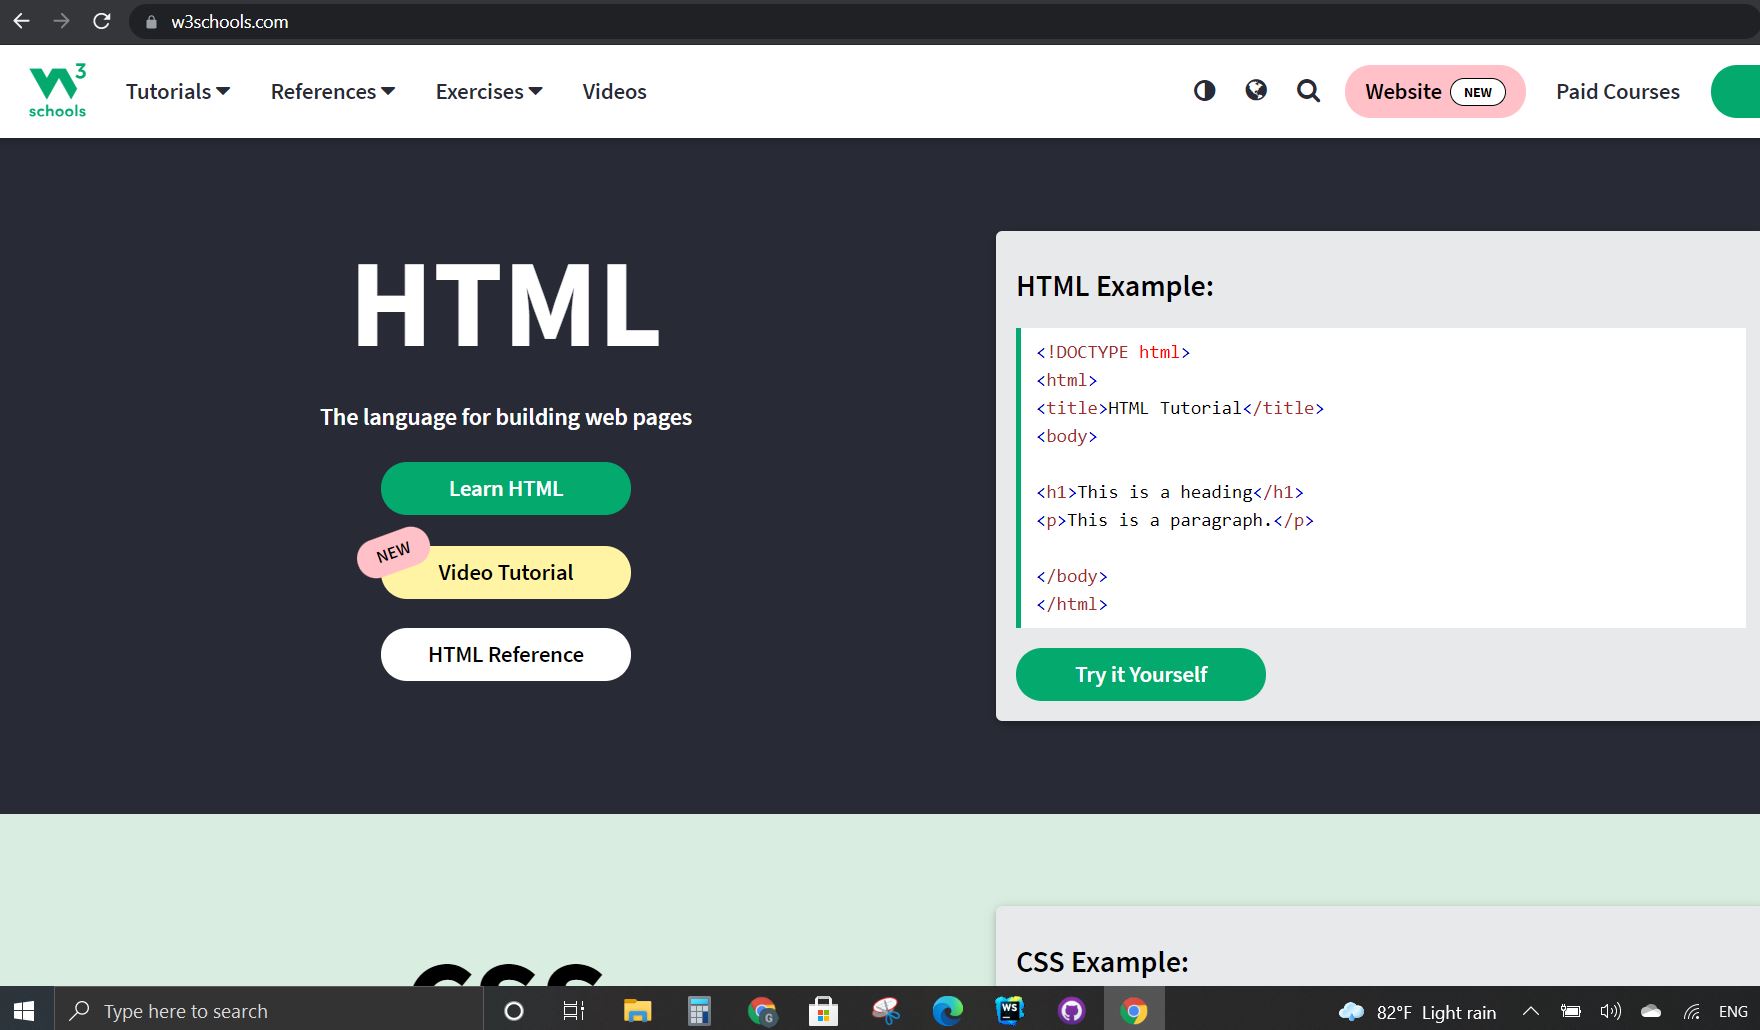 w3schools.com
3
schools
Tutorials References Exercises Videos Website NEW Paid Courses
HTML
The language for building web pages
Learn HTML
NEW
Video Tutorial
HTML Reference
HTML Example:
<!DOCTYPE html>
<html>
<title>HTML Tutorial</title>
<body>
<h1>This is a heading</h1>
<p>This is a paragraph.</p>
</body>
</html>
Try it Yourself
CSS
CSS Example:
Type here to search
G
WS
82°F Light rain
ENG